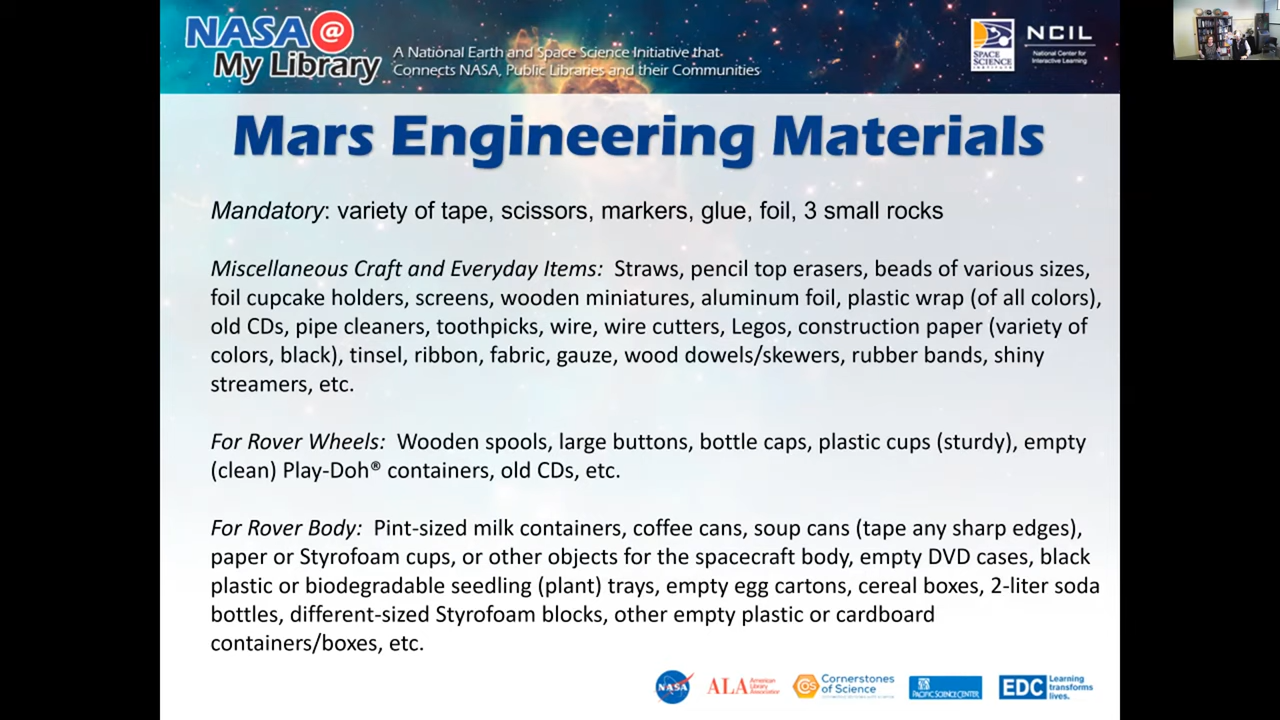 NASA @
My Library
A National Earth and Space Science Initiative that
Connects NASA, Public Libraries and their Communities
SPACE
SCIENCE
INSTITUTE
NCIL
National Center for
Interactive Learning
Mars Engineering Materials
Mandatory: variety of tape, scissors, markers, glue, foil, 3 small rocks
Miscellaneous Craft and Everyday Items: Straws, pencil top erasers, beads of various sizes,
foil cupcake holders, screens, wooden miniatures, aluminum foil, plastic wrap (of all colors),
old CDs, pipe cleaners, toothpicks, wire, wire cutters, Legos, construction paper (variety of
colors, black), tinsel, ribbon, fabric, gauze, wood dowels/skewers, rubber bands, shiny
streamers, etc.
For Rover Wheels: Wooden spools, large buttons, bottle caps, plastic cups (sturdy), empty
(clean) Play-Doh® containers, old CDs, etc.
For Rover Body: Pint-sized milk containers, coffee cans, soup cans (tape any sharp edges),
paper or Styrofoam cups, or other objects for the spacecraft body, empty DVD cases, black
plastic or biodegradable seedling (plant) trays, empty egg cartons, cereal boxes, 2-liter soda
bottles, different-sized Styrofoam blocks, other empty plastic or cardboard
containers/boxes, etc.
NASA
ALA American
Library
Association
COS
Cornerstones
of Science
PACIFIC SCIENCE CENTER
EDC
Learning
transforms
lives.